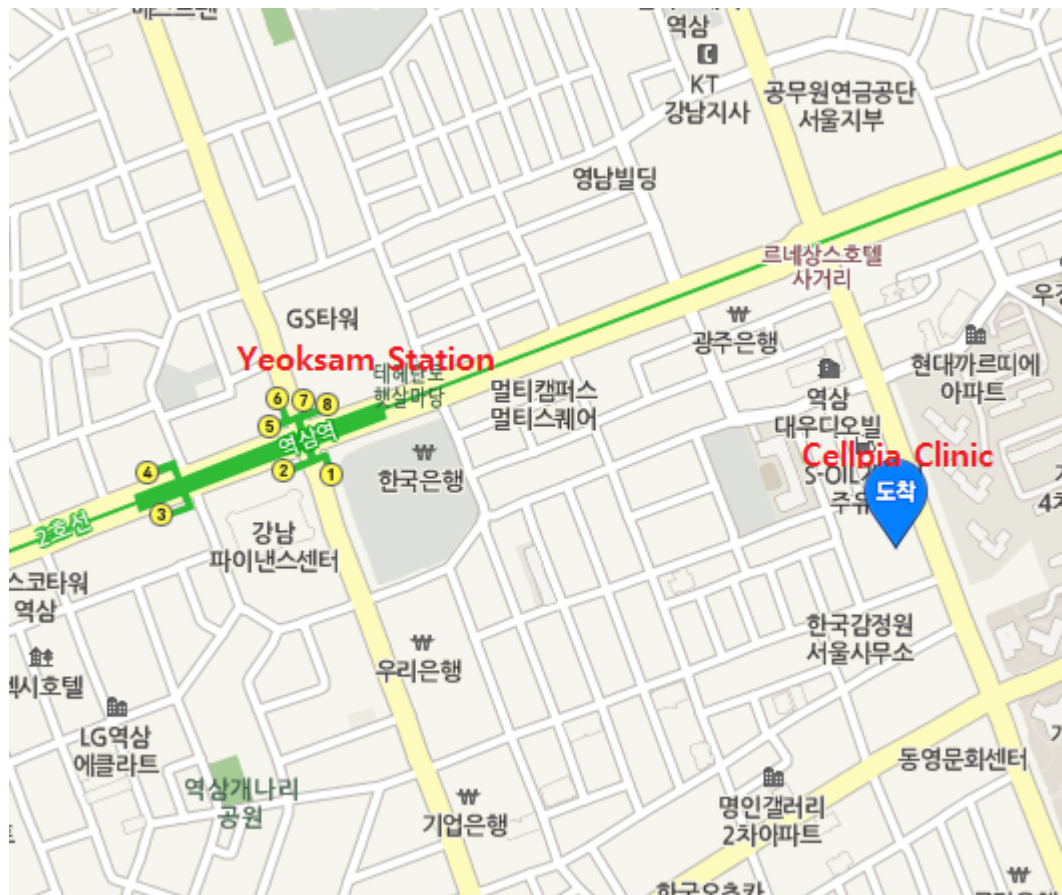 역삼
KT
강남지사
공무원연금공단
서울지부
영남빌딩
르네상스호텔
사거리
GS타워
Yeoksam Station
햇살마당
멀티캠퍼스
멀티스퀘어
광주은행
현대까르띠에
아파트
역삼
대우디오빌
Cellpia Clinic
S-OIL
도착
6
7
8
5
역삼역
4
2
1
3
2호선
한국은행
강남
파이낸스센터
스코타워
역삼
한국감정원
서울사무소
우리은행
LG역삼
에클라트
역삼개나리
공원
기업은행
동영문화센터
명인갤러리
2차아파트